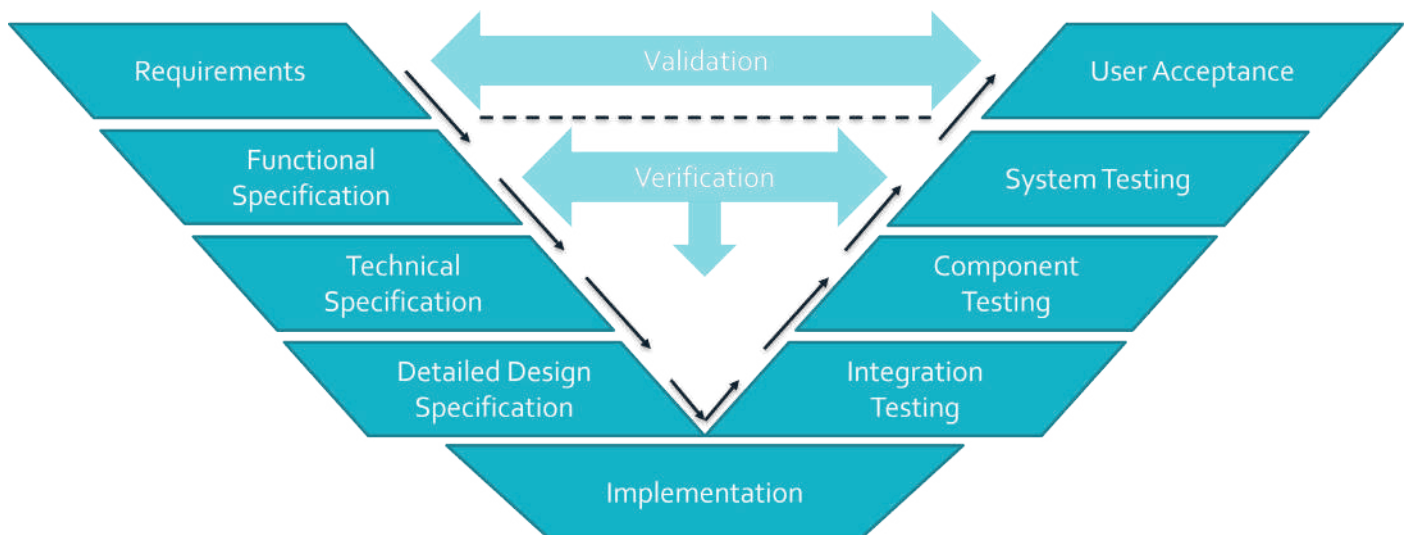 Requirements
Validation
User Acceptance
Functional
Specification
Verification
System Testing
Technical
Specification
Component
Testing
Detailed Design
Specification
Integration
Testing
Implementation